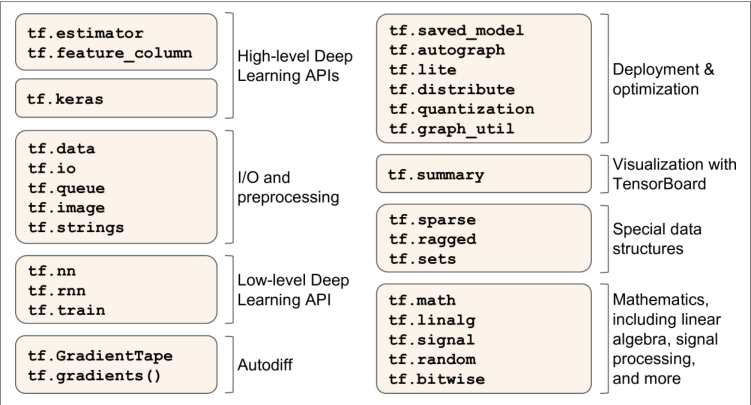 tf.estimator
tf.feature_column
tf.keras
High-level Deep
Learning APIs
tf.data
tf.io
tf.queue
tf.image
tf.strings
I/O and
preprocessing
tf.nn
tf.rnn
tf.train
Low-level Deep
Learning API
tf.GradientTape
tf.gradients()
Autodiff
tf.saved_model
tf.autograph
tf.lite
tf.distribute
tf.quantization
tf.graph_util
Deployment &
optimization
tf.summary
Visualization with
TensorBoard
tf.sparse
tf.ragged
tf.sets
Special data
structures
tf.math
tf.linalg
tf.signal
tf.random
tf.bitwise
Mathematics,
including linear
algebra, signal
processing,
and more